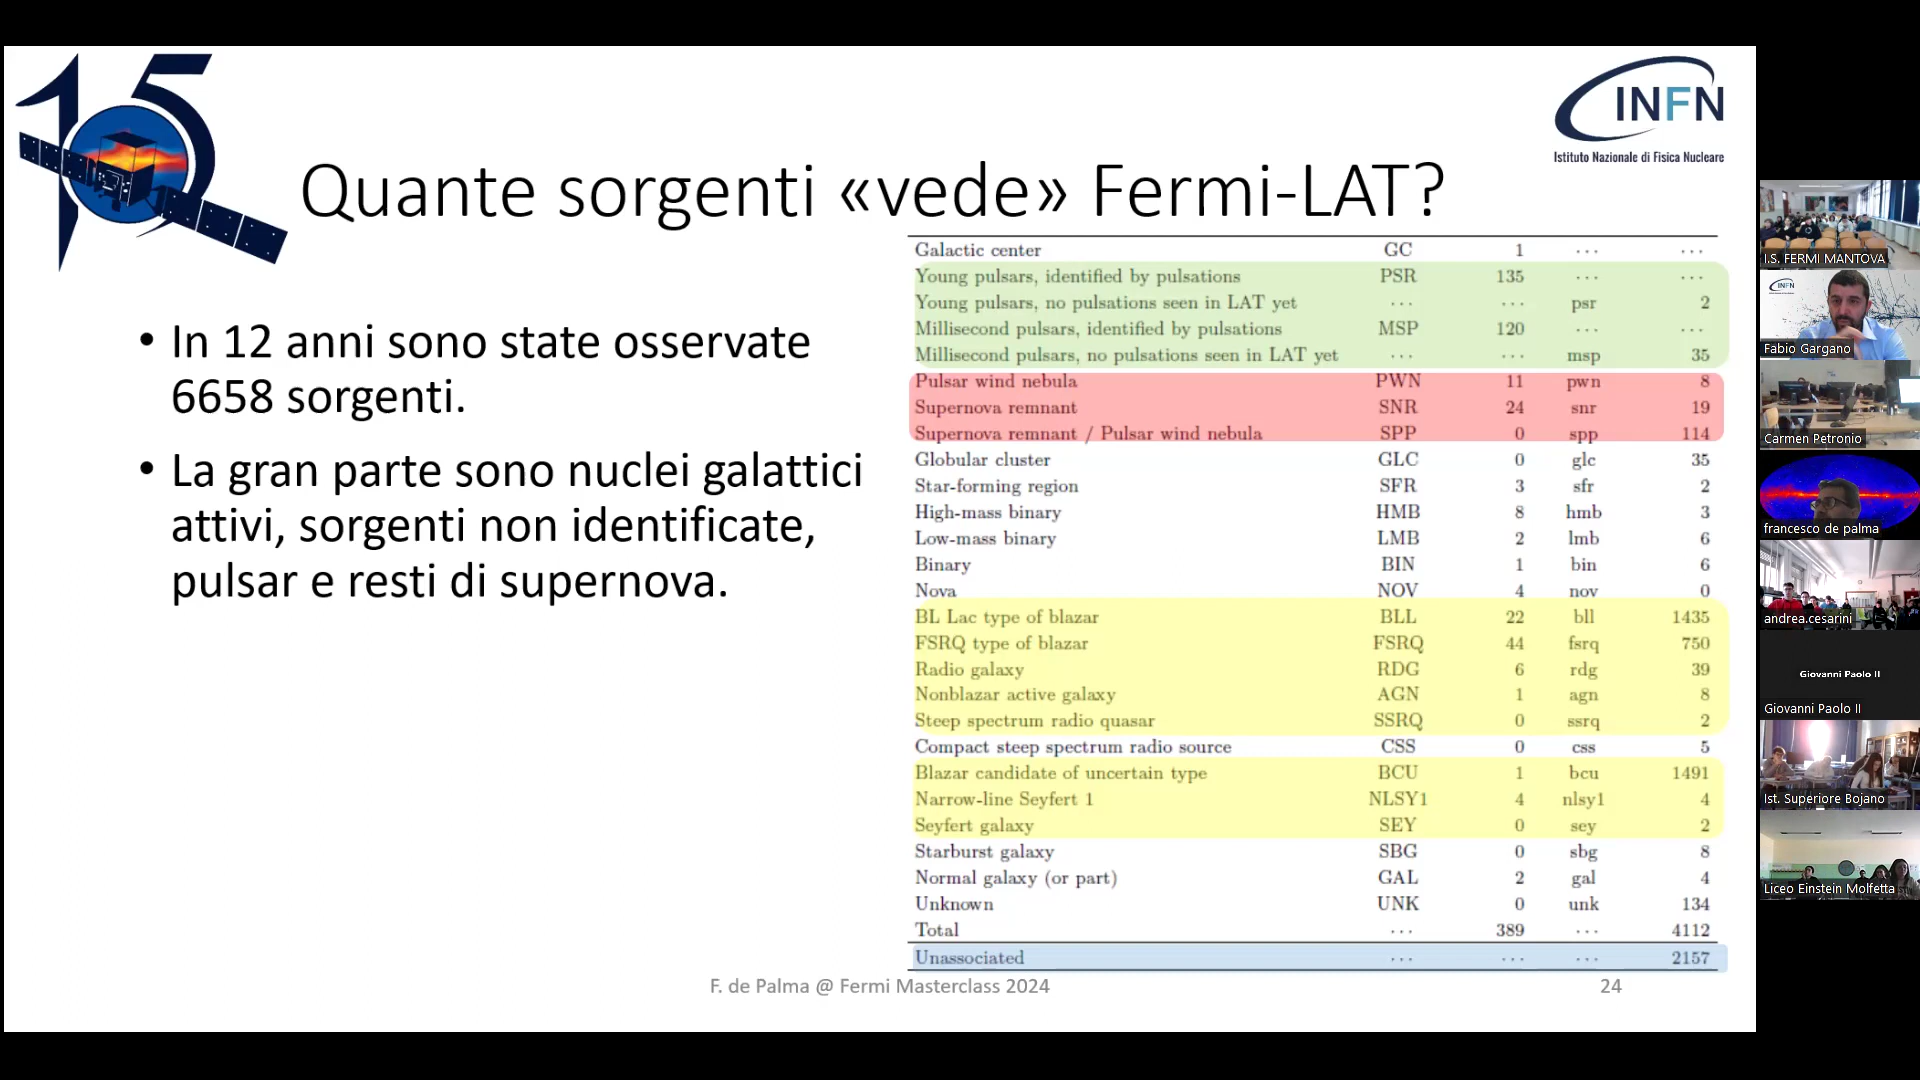 15
INFN
Istituto Nazionale di Fisica Nucleare
Quante sorgenti «vede» Fermi-LAT?
• In 12 anni sono state osservate
6658 sorgenti.
• La gran parte sono nuclei galattici
attivi, sorgenti non identificate,
pulsar e resti di supernova.
Galactic center GC 1 ... ...
Young pulsars, identified by pulsations PSR 135 ... ...
Young pulsars, no pulsations seen in LAT yet ... ... psr 2
Millisecond pulsars, identified by pulsations MSP 120 ... ...
Millisecond pulsars, no pulsations seen in LAT yet ... ... msp 35
Pulsar wind nebula PWN 11 pwn 8
Supernova remnant SNR 24 snr 19
Supernova remnant / Pulsar wind nebula SPP 0 spp 114
Globular cluster GLC 0 glc 35
Star-forming region SFR 3 sfr 2
High-mass binary HMB 8 hmb 3
Low-mass binary LMB 2 lmb 6
Binary BIN 1 bin 6
Nova NOV 4 nov 0
BL Lac type of blazar BLL 22 bll 1435
FSRQ type of blazar FSRQ 44 fsrq 750
Radio galaxy RDG 6 rdg 39
Nonblazar active galaxy AGN 1 agn 8
Steep spectrum radio quasar SSRQ 0 ssrq 2
Compact steep spectrum radio source CSS 0 css 5
Blazar candidate of uncertain type BCU 1 bcu 1491
Narrow-line Seyfert 1 NLSY1 4 nlsy1 4
Seyfert galaxy SEY 0 sey 2
Starburst galaxy SBG 0 sbg 8
Normal galaxy (or part) GAL 2 gal 4
Unknown UNK 0 unk 134
Total ... 389 ... 4112
Unassociated ... ... ... 2157
F. de Palma @ Fermi Masterclass 2024
24
I.S. FERMI MANTOVA
INFN
Fabio Gargano
Carmen Petronio
francesco de palma
andrea.cesarini
Giovanni Paolo II
Giovanni Paolo II
Ist. Superiore Bojano
Liceo Einstein Molfetta